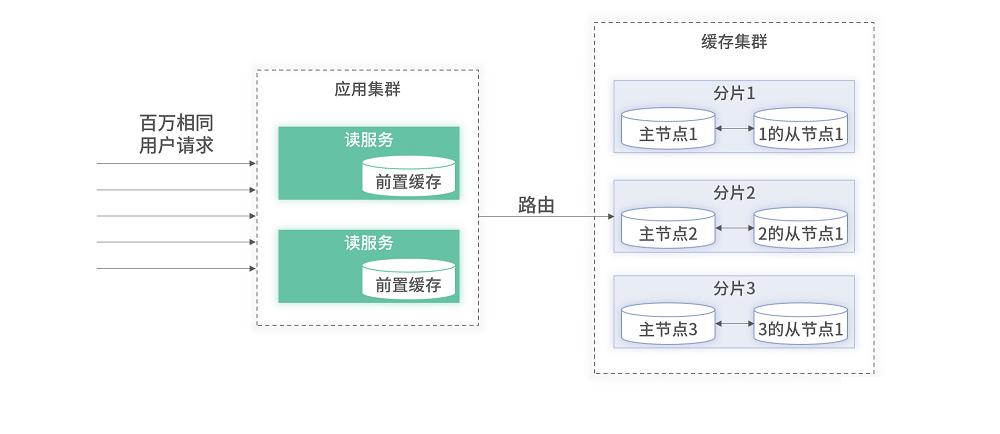 百万相同
用户请求
应用集群
读服务
前置缓存
读服务
前置缓存
路由
缓存集群
分片1
主节点1
1的从节点1
分片2
主节点2
2的从节点1
分片3
主节点3
3的从节点1